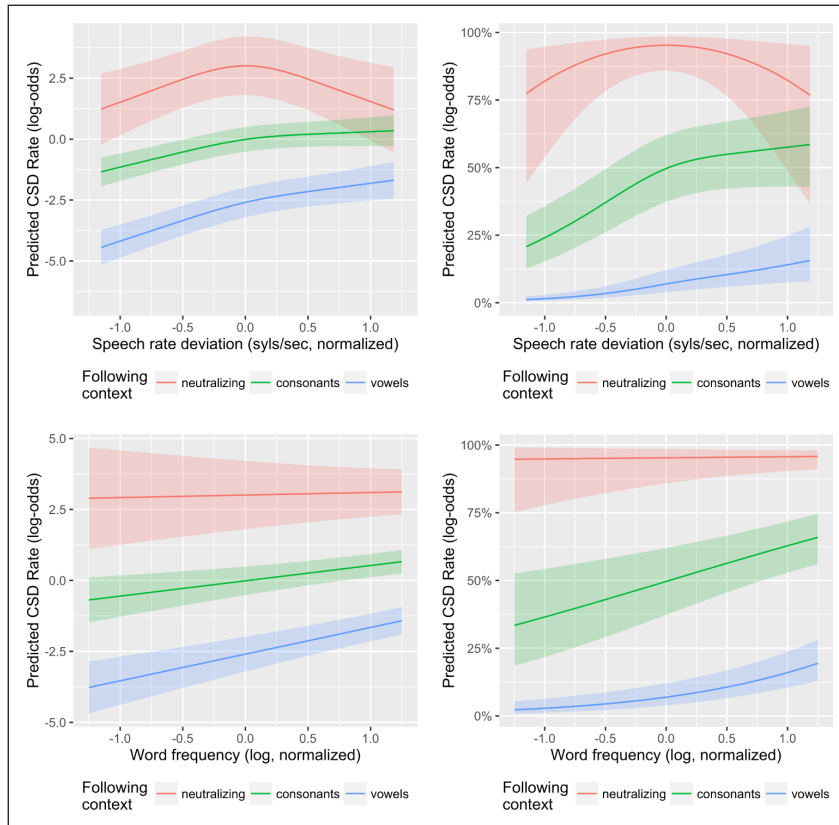 2.5
0.0
-2.5
-5.0
Predicted CSD Rate (log-odds)
-1.0 -0.5 0.0 0.5 1.0
Speech rate deviation (syls/sec, normalized)
Following
context
neutralizing consonants vowels
100%
75%
50%
25%
0%
Predicted CSD Rate (log-odds)
-1.0 -0.5 0.0 0.5 1.0
Speech rate deviation (syls/sec, normalized)
Following
context
neutralizing consonants vowels
5.0
2.5
0.0
-2.5
-5.0
Predicted CSD Rate (log-odds)
-1.0 -0.5 0.0 0.5 1.0
Word frequency (log, normalized)
Following
context
neutralizing consonants vowels
100%
75%
50%
25%
0%
Predicted CSD Rate (log-odds)
-1.0 -0.5 0.0 0.5 1.0
Word frequency (log, normalized)
Following
context
neutralizing consonants vowels